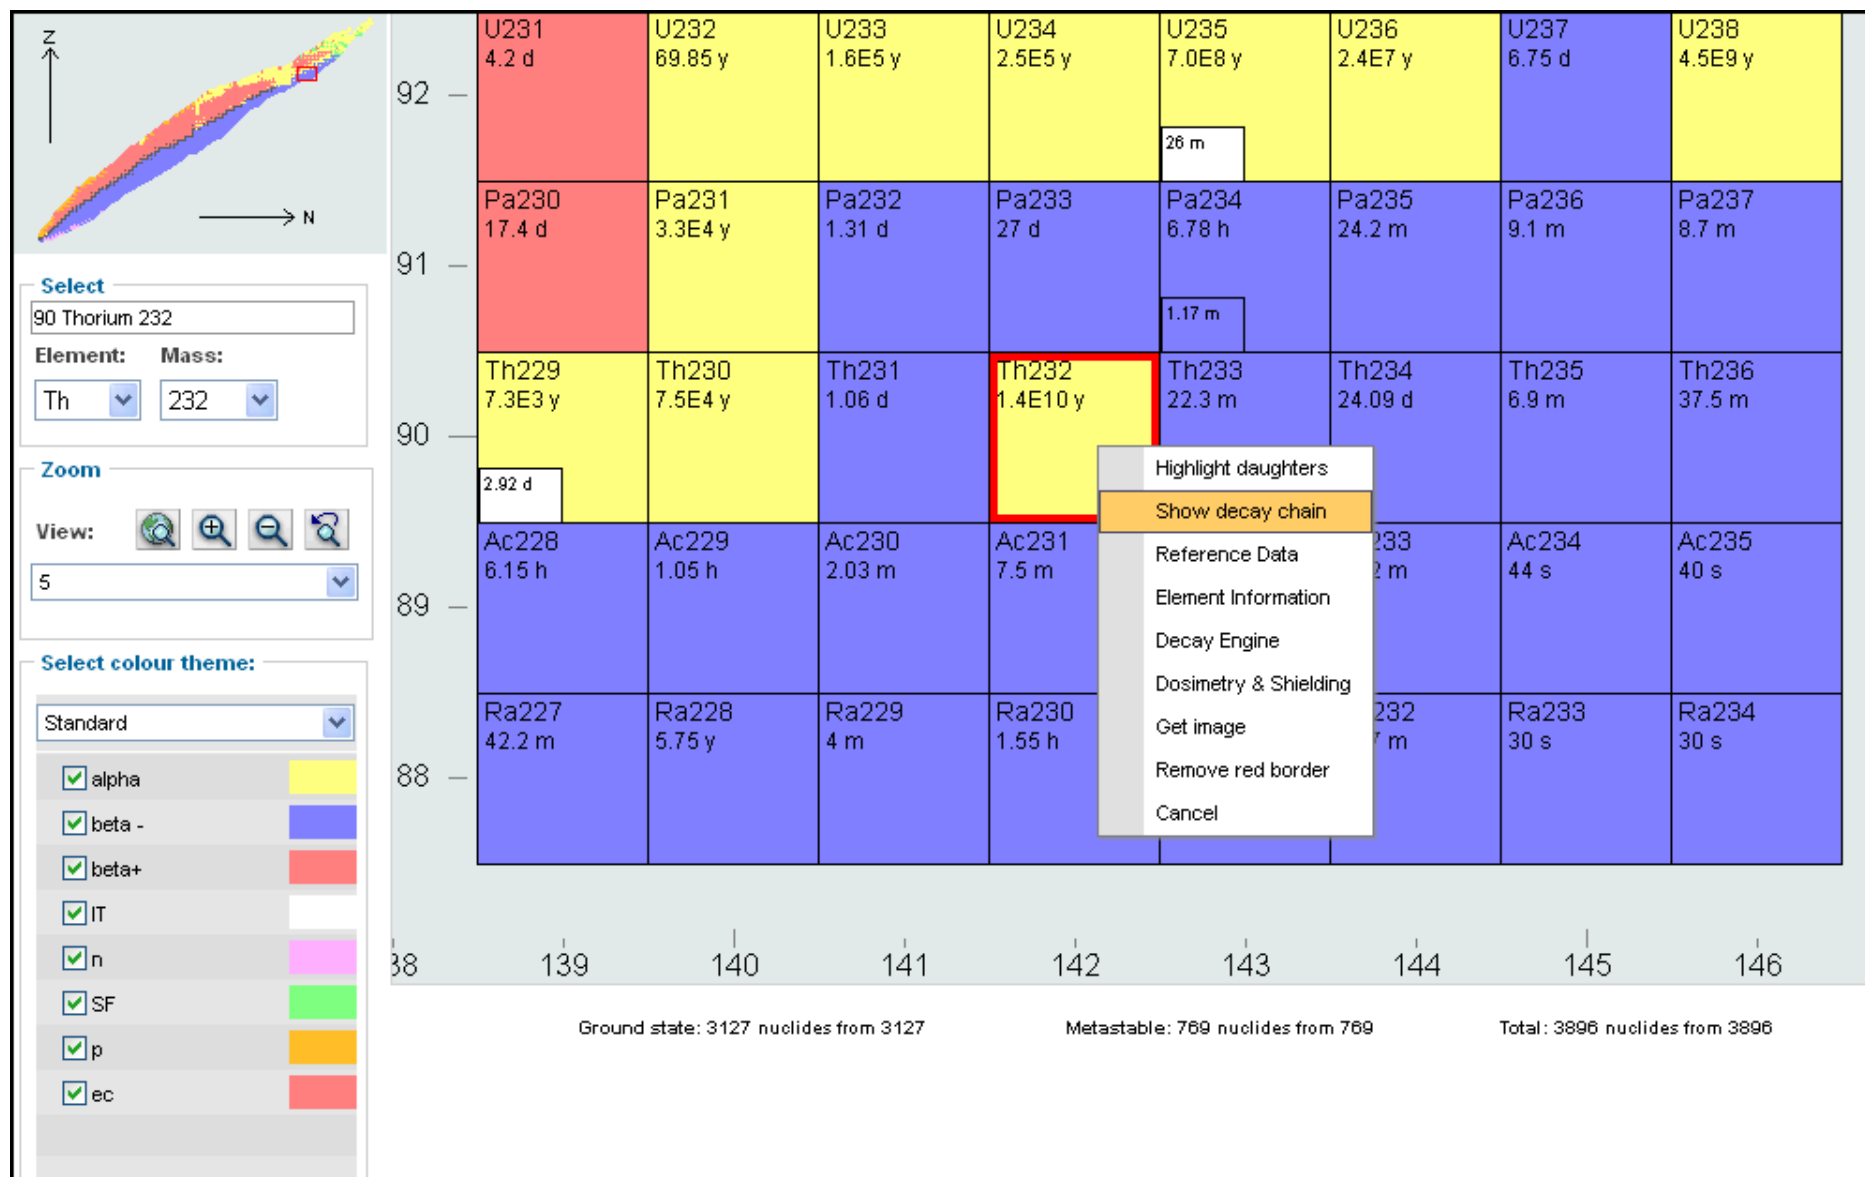 Z
N
Select
90 Thorium 232
Element: Mass:
Th 232
Zoom
View:
5
Select colour theme:
Standard
alpha
beta -
beta+
IT
n
SF
p
ec
92
U231 U232 U233 U234 U235 U236 U237 U238
4.2 d 69.85 y 1.6E5 y 2.5E5 y 7.0E8 y 2.4E7 y 6.75 d 4.5E9 y
26 m
91
Pa230 Pa231 Pa232 Pa233 Pa234 Pa235 Pa236 Pa237
17.4 d 3.3E4 y 1.31 d 27 d 6.78 h 24.2 m 9.1 m 8.7 m
1.17 m
90
Th229 Th230 Th231 Th232 Th233 Th234 Th235 Th236
7.3E3 y 7.5E4 y 1.06 d 1.4E10 y 22.3 m 24.09 d 6.9 m 37.5 m
2.92 d
89
Ac228 Ac229 Ac230 Ac231 233 Ac234 Ac235
6.15 h 1.05 h 2.03 m 7.5 m 2 m 44 s 40 s
88
Ra227 Ra228 Ra229 Ra230 232 Ra233 Ra234
42.2 m 5.75 y 4 m 1.55 h m 30 s 30 s
Highlight daughters
Show decay chain
Reference Data
Element Information
Decay Engine
Dosimetry & Shielding
Get image
Remove red border
Cancel
38 139 140 141 142 143 144 145 146
Ground state: 3127 nuclides from 3127 Metastable: 769 nuclides from 769 Total: 3896 nuclides from 3896